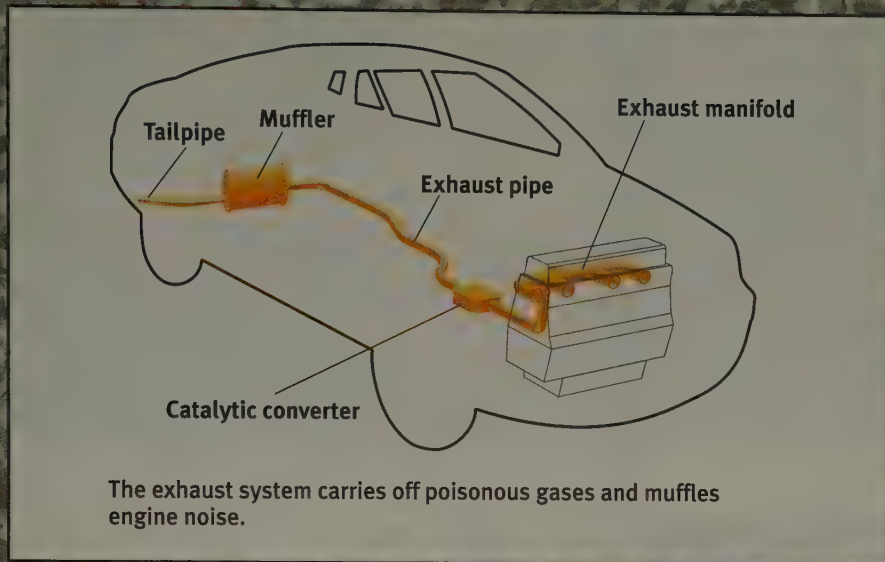 Tailpipe
Muffler
Exhaust manifold
Exhaust pipe
Catalytic converter
The exhaust system carries off poisonous gases and muffles
engine noise.